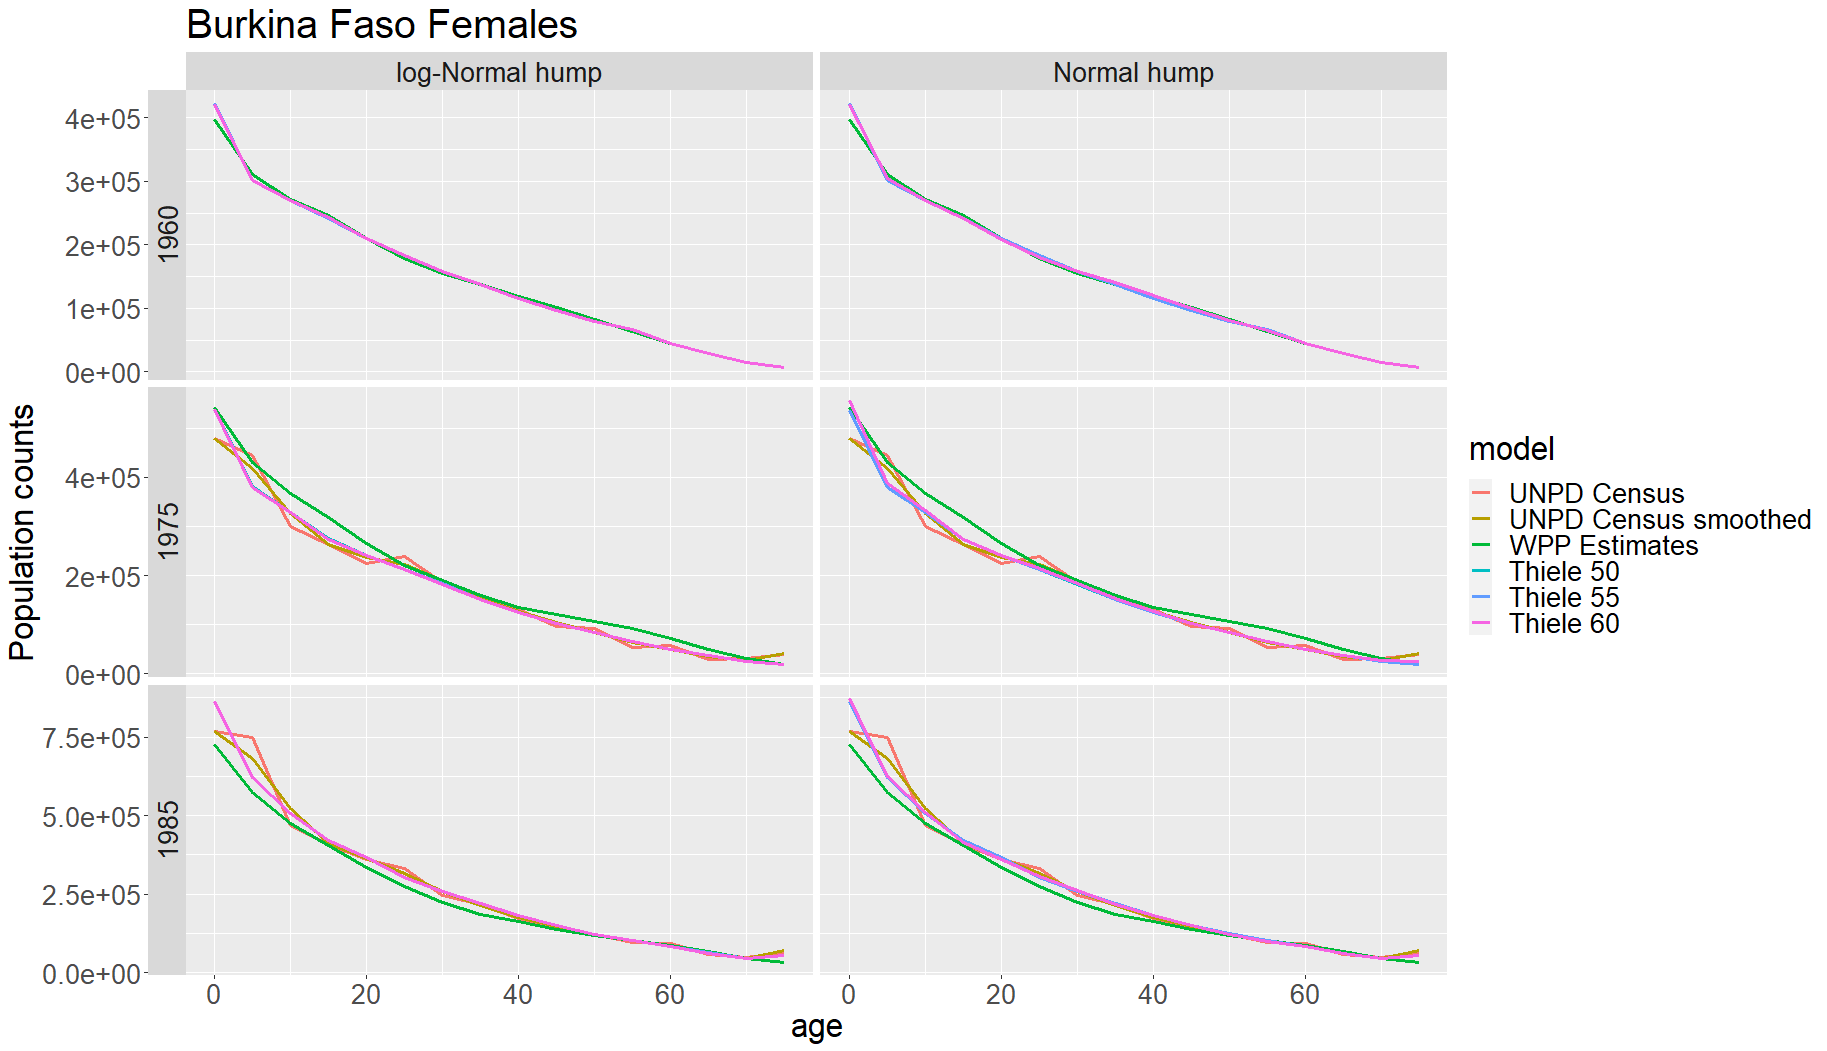 Burkina Faso Females
log-Normal hump
Normal hump
4e+05
3e+05
2e+05
1e+05
0e+00
1960
4e+05
2e+05
0e+00
1975
7.5e+05
5.0e+05
2.5e+05
0.0e+00
1985
0 20 40 60
0 20 40 60
age
Population counts
model
UNPD Census
UNPD Census smoothed
WPP Estimates
Thiele 50
Thiele 55
Thiele 60